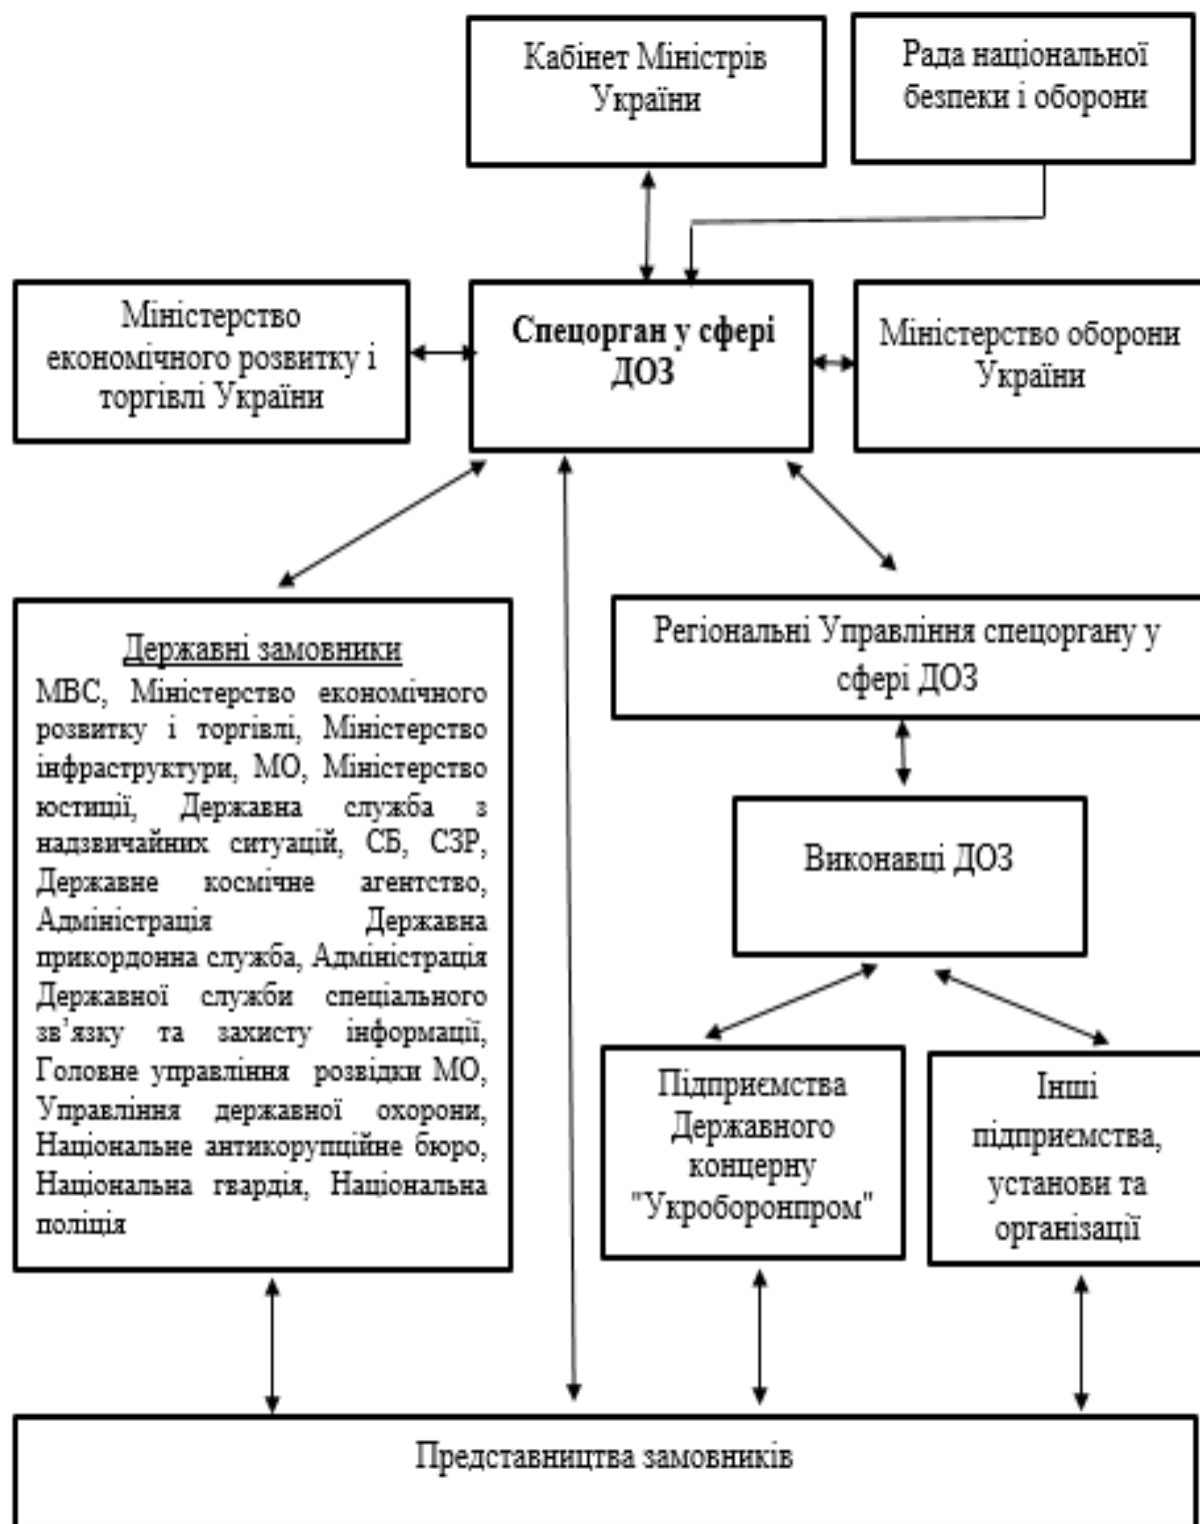 Кабінет Міністрів
України
Рада національної
безпеки і оборони
Міністерство
економічного розвитку і
торгівлі України
Спецорган у сфері
ДОЗ
Міністерство оборони
України
Державні замовники
МВС, Міністерство економічного
розвитку і торгівлі, Міністерство
інфраструктури, МО, Міністерство
юстиції, Державна служба з
надзвичайних ситуацій, СБ, СЗР,
Державне космічне агентство,
Адміністрація Державна
прикордонна служба, Адміністрація
Державної служби спеціального
зв’язку та захисту інформації,
Головне управління розвідки МО,
Управління державної охорони,
Національне антикорупційне бюро,
Національна гвардія, Національна
поліція
Регіональні Управління спецоргану у
сфері ДОЗ
Виконавці ДОЗ
Підприємства
Державного
концерну
"Укроборонпром"
Інші
підприємства,
установи та
організації
Представництва замовників